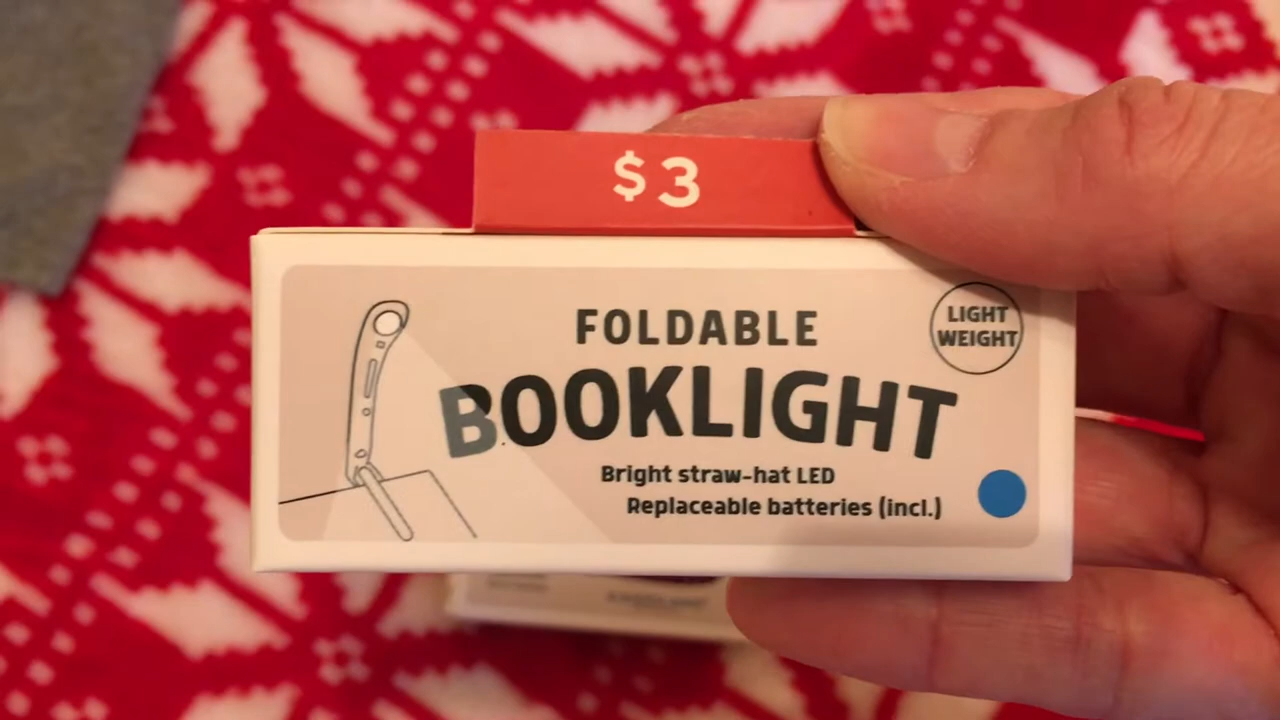 $3
FOLDABLE
LIGHT
WEIGHT
BOOKLIGHT
Bright straw-hat LED
Replaceable batteries (incl.)